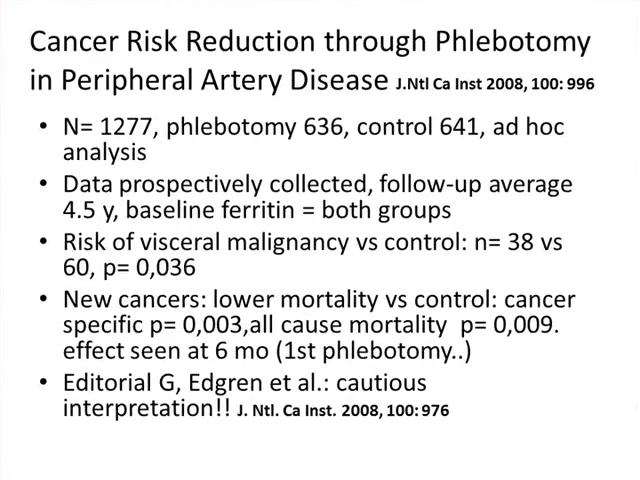 Cancer Risk Reduction through Phlebotomy
in Peripheral Artery Disease J.Ntl Ca Inst 2008, 100: 996
• N= 1277, phlebotomy 636, control 641, ad hoc
analysis
• Data prospectively collected, follow-up average
4.5 y, baseline ferritin = both groups
• Risk of visceral malignancy vs control: n= 38 vs
60, p= 0,036
• New cancers: lower mortality vs control: cancer
specific p= 0,003,all cause mortality p= 0,009.
effect seen at 6 mo (1st phlebotomy..)
• Editorial G, Edgren et al.: cautious
interpretation!! J. Ntl. Ca Inst. 2008, 100: 976